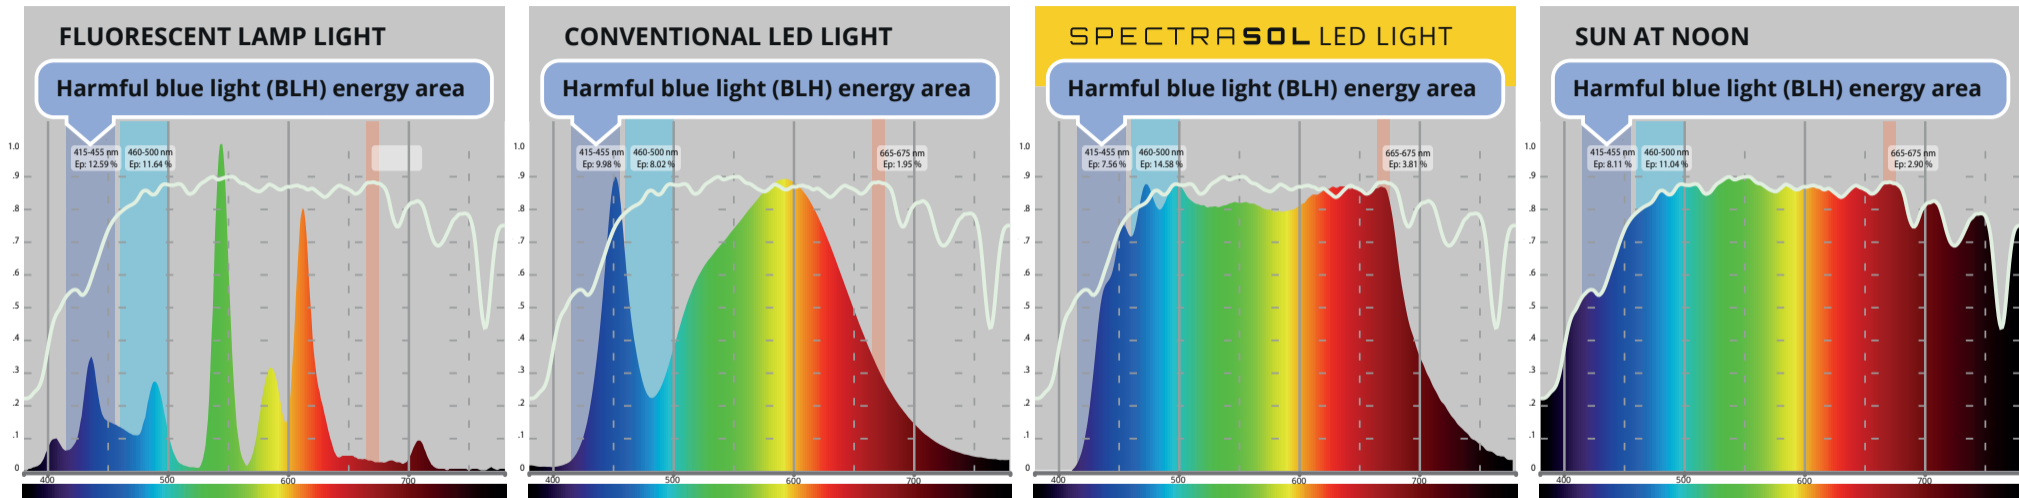 FLUORESCENT LAMP LIGHT
Harmful blue light (BLH) energy area
415-455 nm
Ep: 12.59 %
460-500 nm
Ep: 11.64 %
1.0
.9
.8
.7
.6
.5
.4
.3
.2
.1
0
400
500
600
700
CONVENTIONAL LED LIGHT
Harmful blue light (BLH) energy area
415-455 nm
Ep: 9.98 %
460-500 nm
Ep: 8.02 %
665-675 nm
Ep: 1.95 %
1.0
.9
.8
.7
.6
.5
.4
.3
.2
.1
0
400
500
600
700
SPECTRASOL LED LIGHT
Harmful blue light (BLH) energy area
415-455 nm
Ep: 7.56 %
460-500 nm
Ep: 14.58 %
665-675 nm
Ep: 3.81 %
1.0
.9
.8
.7
.6
.5
.4
.3
.2
.1
0
400
500
600
700
SUN AT NOON
Harmful blue light (BLH) energy area
415-455 nm
Ep: 8.11 %
460-500 nm
Ep: 11.04 %
665-675 nm
Ep: 2.90 %
1.0
.9
.8
.7
.6
.5
.4
.3
.2
.1
0
400
500
600
700